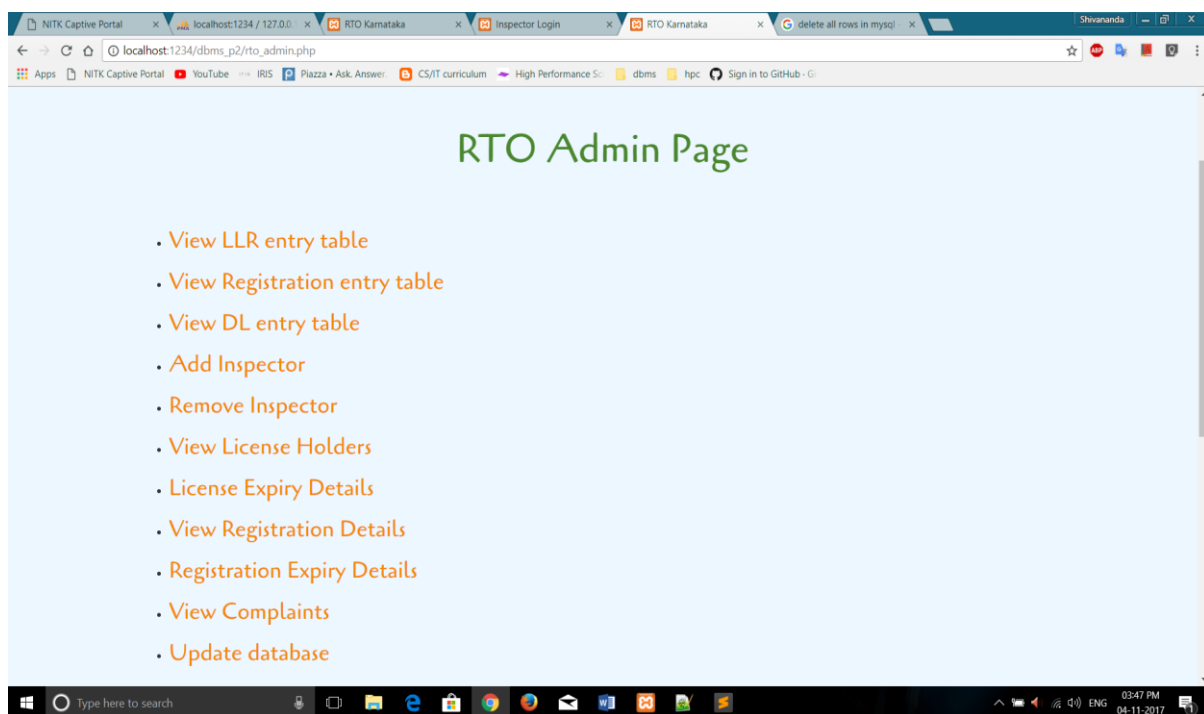 NITK Captive Portal
localhost:1234 / 127.0.0.1
RTO Karnataka
Inspector Login
RTO Karnataka
delete all rows in mysql -
Shivananda
localhost:1234/dbms_p2/rto_admin.php
Apps NITK Captive Portal YouTube IRIS Piazza • Ask. Answer. CS/IT curriculum High Performance Sc dbms hpc Sign in to GitHub · G
RTO Admin Page
• View LLR entry table
• View Registration entry table
• View DL entry table
• Add Inspector
• Remove Inspector
• View License Holders
• License Expiry Details
• View Registration Details
• Registration Expiry Details
• View Complaints
• Update database
Type here to search
ENG
03:47 PM
04-11-2017